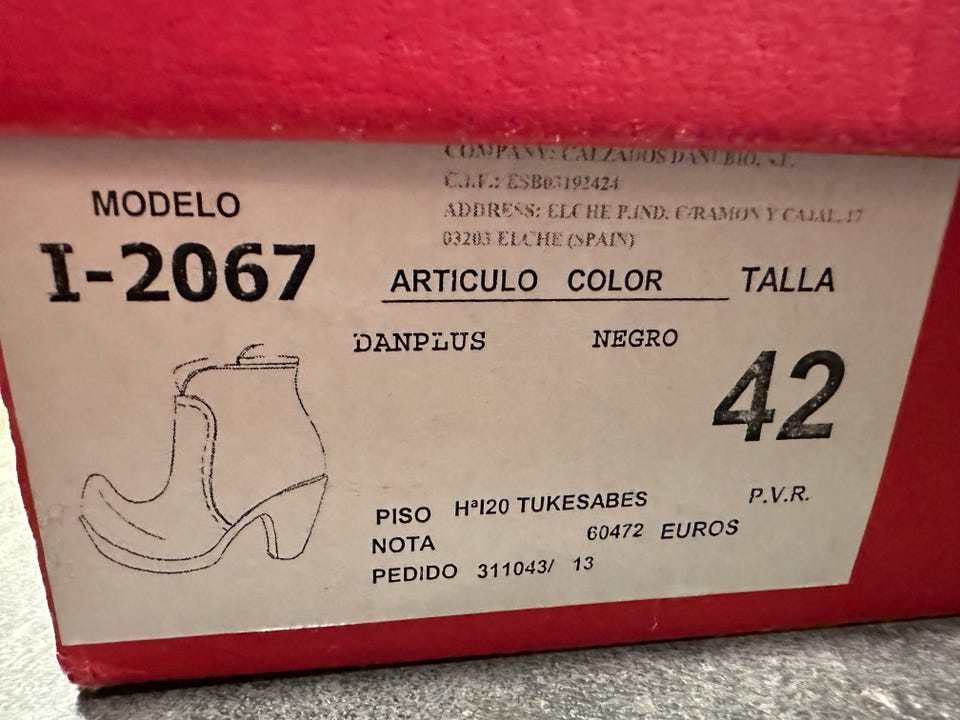 COMPANY: CALZADOS DANUBIO, S.L.
C.I.F.: ESB03192424
ADDRESS: ELCHE P.IND. C/RAMON Y CAJAL, 17
03203 ELCHE (SPAIN)
MODELO
I-2067
ARTICULO COLOR TALLA
DANPLUS NEGRO
42
PISO HªI20 TUKESABES P.V.R.
NOTA 60472 EUROS
PEDIDO 311043/ 13